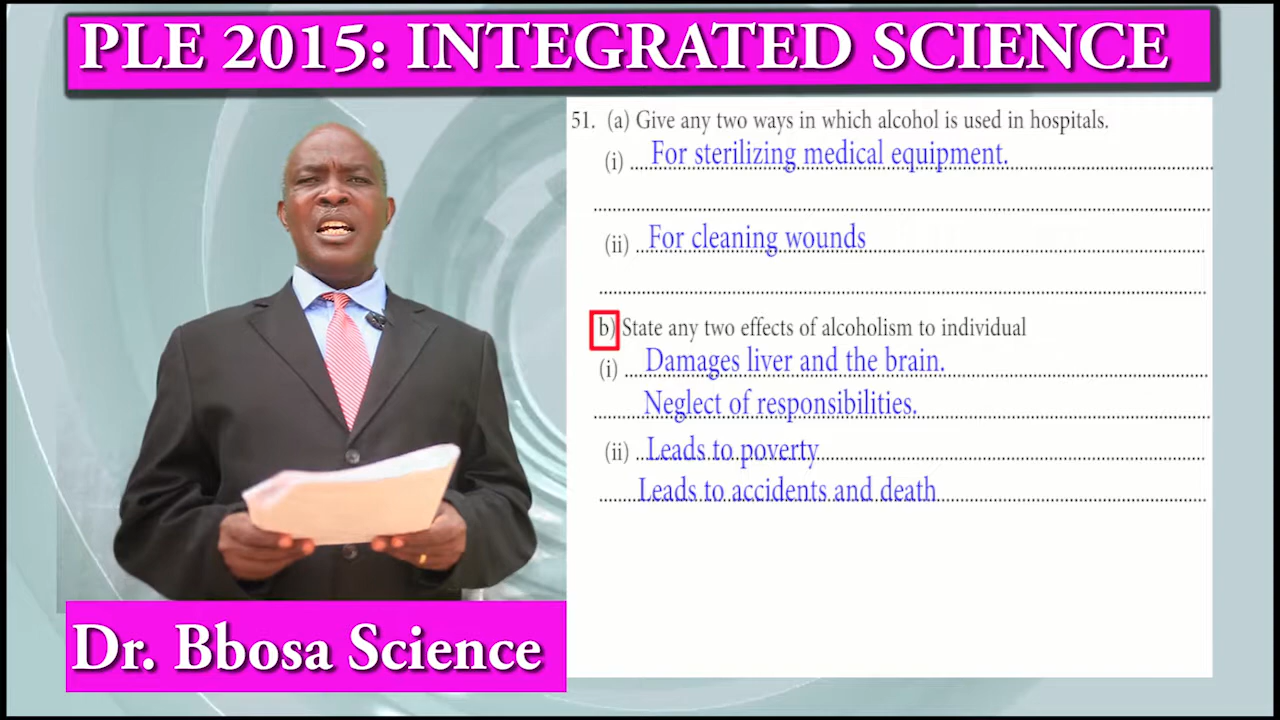 PLE 2015: INTEGRATED SCIENCE
51. (a) Give any two ways in which alcohol is used in hospitals.
(i) For sterilizing medical equipment.
(ii) For cleaning wounds
b) State any two effects of alcoholism to individual
(i) Damages liver and the brain.
Neglect of responsibilities.
(ii) Leads to poverty
Leads to accidents and death
Dr. Bbosa Science